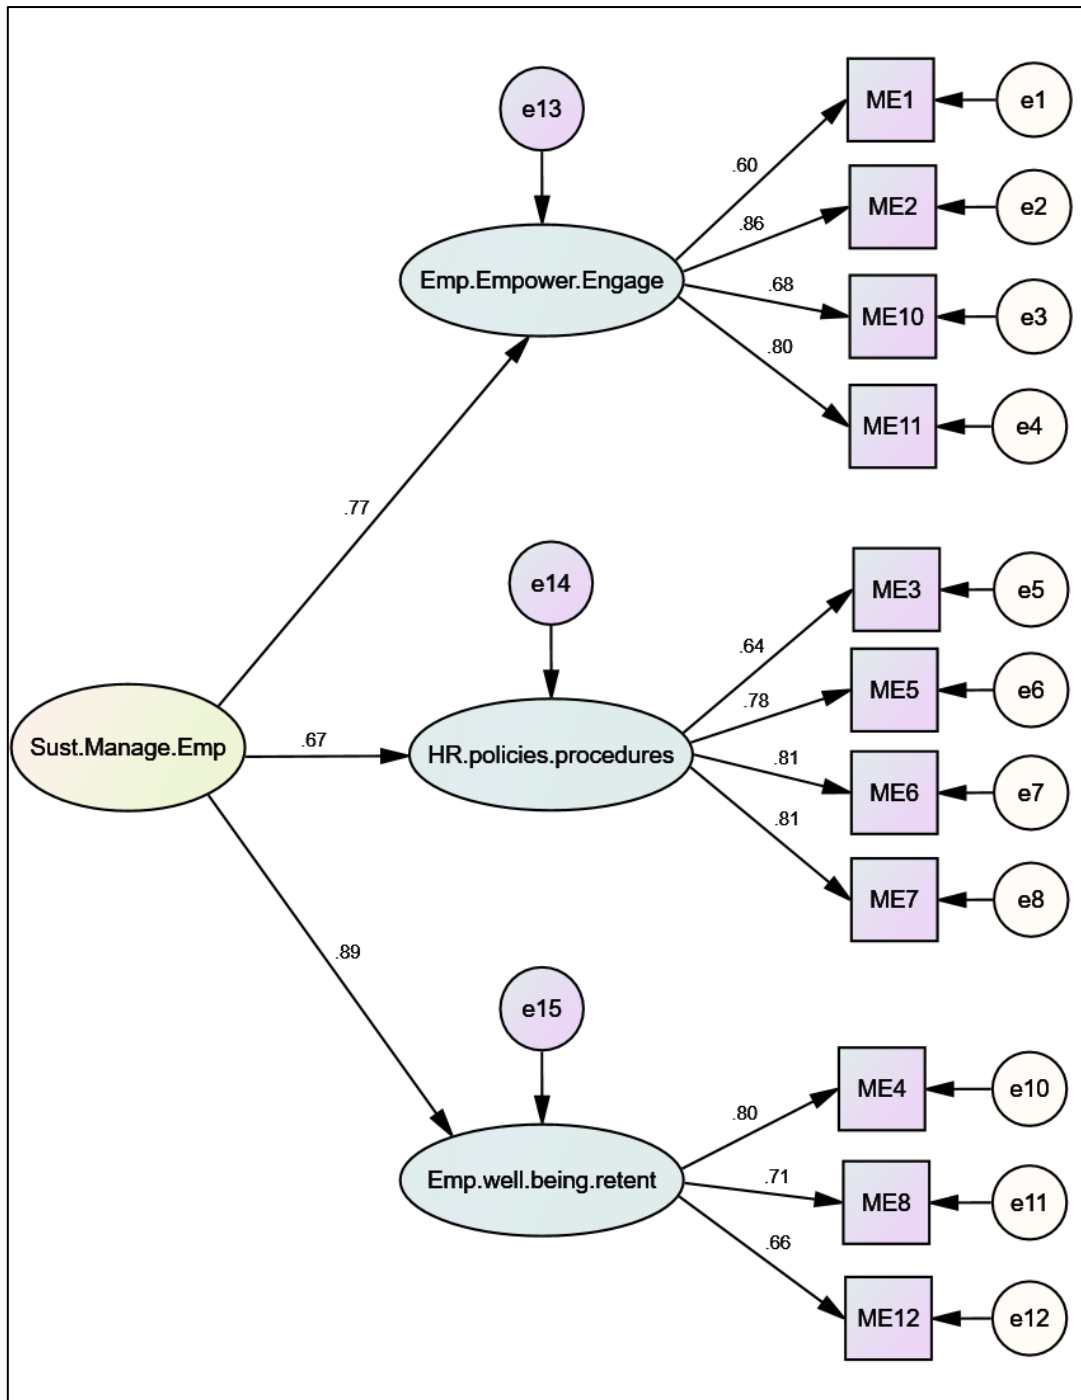 e13
ME1
e1
.60
ME2
e2
.86
Emp.Empower.Engage
.68
ME10
e3
.80
ME11
e4
.77
e14
ME3
e5
.64
ME5
e6
.78
Sust.Manage.Emp
.67
HR.policies.procedures
.81
ME6
e7
.81
ME7
e8
.89
e15
ME4
e10
.80
Emp.well.being.retent
.71
ME8
e11
.66
ME12
e12